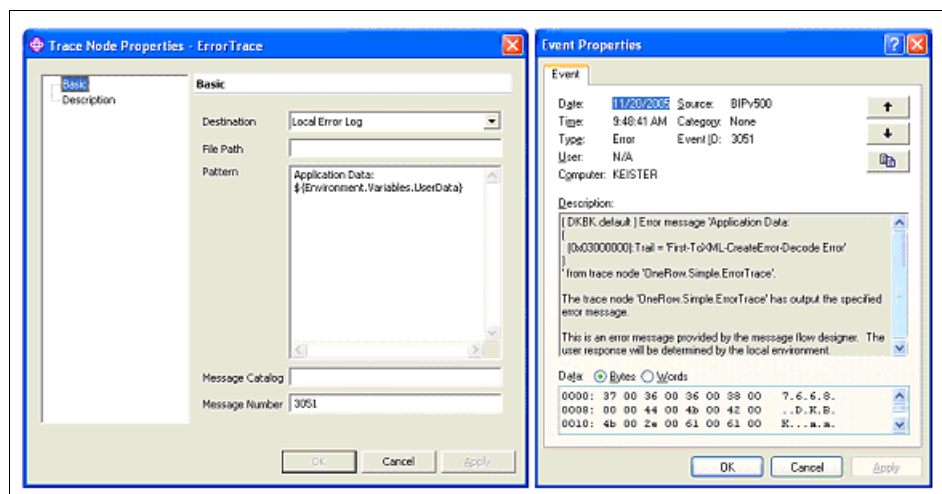 Trace Node Properties - ErrorTrace
Basic
Description
Basic
Destination
Local Error Log
File Path
Pattern
Application Data:
${Environment.Variables.UserData}
Message Catalog
Message Number
3051
OK
Cancel
Apply
Event Properties
Event
Date: 11/20/2005 Source: BIPv500
Time: 9:48:41 AM Category: None
Type: Error Event ID: 3051
User: N/A
Computer: KEISTER
Description:
( DKBK.default ) Error message 'Application Data:
(
(0x03000000):Trail = 'First-ToXML-CreateError-Decode Error'
)
' from trace node 'OneRow.Simple.ErrorTrace'.
The trace node 'OneRow.Simple.ErrorTrace' has output the specified
error message.
This is an error message provided by the message flow designer. The
user response will be determined by the local environment.
Data: Bytes Words
0000: 37 00 36 00 36 00 38 00 7.6.6.8.
0008: 00 00 44 00 4b 00 42 00 ..D.K.B.
0010: 4b 00 2e 00 61 00 61 00 K...a.a.
OK
Cancel
Apply